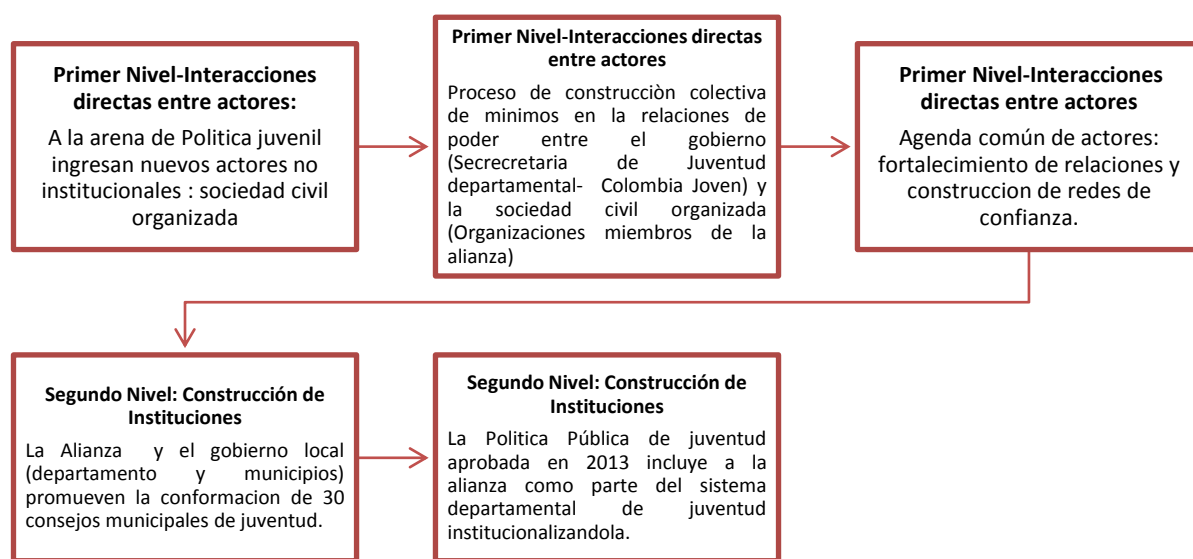 Primer Nivel-Interacciones
directas entre actores:
A la arena de Politica juvenil
ingresan nuevos actores no
institucionales : sociedad civil
organizada
Primer Nivel-Interacciones directas
entre actores
Proceso de construcciòn colectiva
de minimos en la relaciones de
poder entre el gobierno
(Secrecretaria de Juventud
departamental- Colombia Joven) y
la sociedad civil organizada
(Organizaciones miembros de la
alianza)
Primer Nivel-Interacciones
directas entre actores
Agenda común de actores:
fortalecimiento de relaciones y
construccion de redes de
confianza.
Segundo Nivel: Construcción de
Instituciones
La Alianza y el gobierno local
(departamento y municipios)
promueven la conformacion de 30
consejos municipales de juventud.
Segundo Nivel: Construcción de
Instituciones
La Politica Pública de juventud
aprobada en 2013 incluye a la
alianza como parte del sistema
departamental de juventud
institucionalizandola.